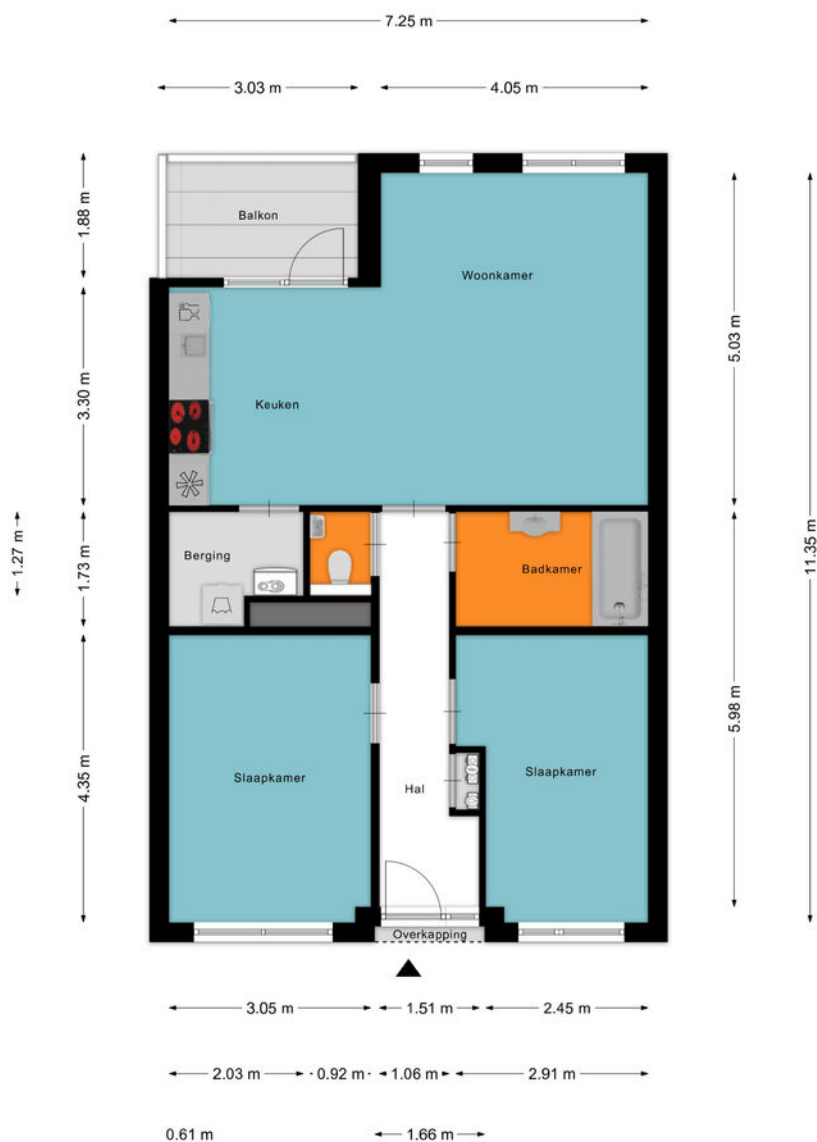 7.25 m
3.03 m
4.05 m
1.88 m
Balkon
Woonkamer
5.03 m
3.30 m
Keuken
11.35 m
1.27 m
1.73 m
Berging
Badkamer
5.98 m
4.35 m
Slaapkamer
Hal
Slaapkamer
Overkapping
3.05 m
1.51 m
2.45 m
2.03 m
0.92 m
1.06 m
2.91 m
0.61 m
1.66 m